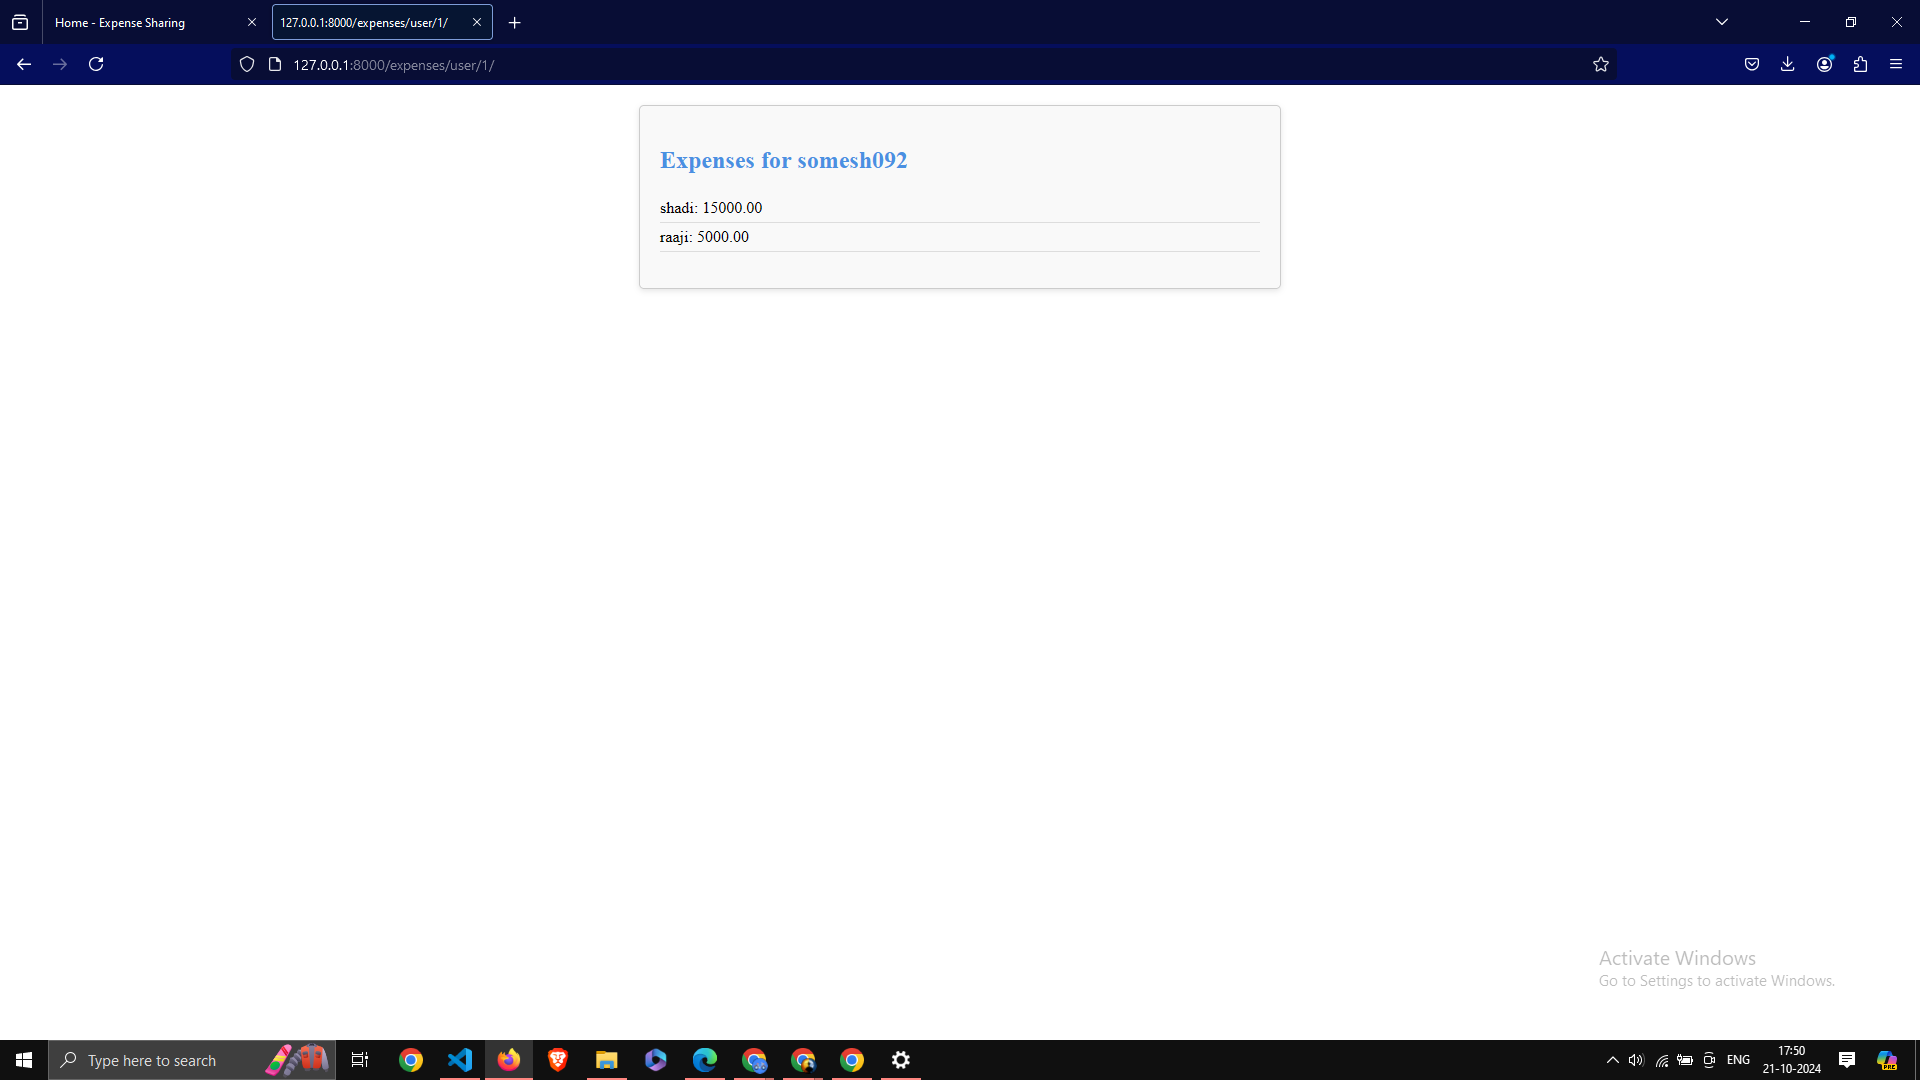 Home - Expense Sharing
127.0.0.1:8000/expenses/user/1/
127.0.0.1:8000/expenses/user/1/
Expenses for somesh092
shadi: 15000.00
raaji: 5000.00
Activate Windows
Go to Settings to activate Windows.
Type here to search
ENG
17:50
21-10-2024
PRE